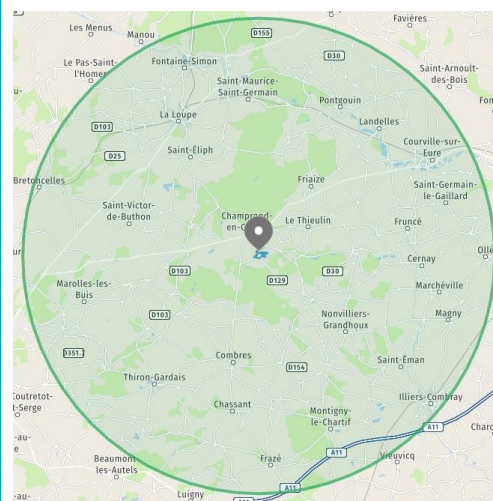 Favières
Les Menus
Manou
D155
D30
Fontaine-Simon
Le Pas-Saint-
l'Homer
Saint-Arnoult-
des-Bois
Saint-Maurice-
Saint-Germain
Pontgouin
La Loupe
Landelles
D103
Courville-sur-
Eure
D25
Saint-Éliph
Friaize
Bretoncelles
Saint-Germain-
le-Gaillard
Saint-Victor-
de-Buthon
Champrond-
Le Thieulin
Fruncé
Cernay
D103
D30
D129
Marolles-les-
Buis
Marchéville
D103
Nonvilliers-
Grandhoux
Magny
D351.2
Combres
D154
Saint-Éman
Thiron-Gardais
Illiers-Combray
Chassant
Montigny-
le-Chartif
A11
A11
Vieuvicq
Beaumont-
les-Autels
Frazé
A11
Luigny